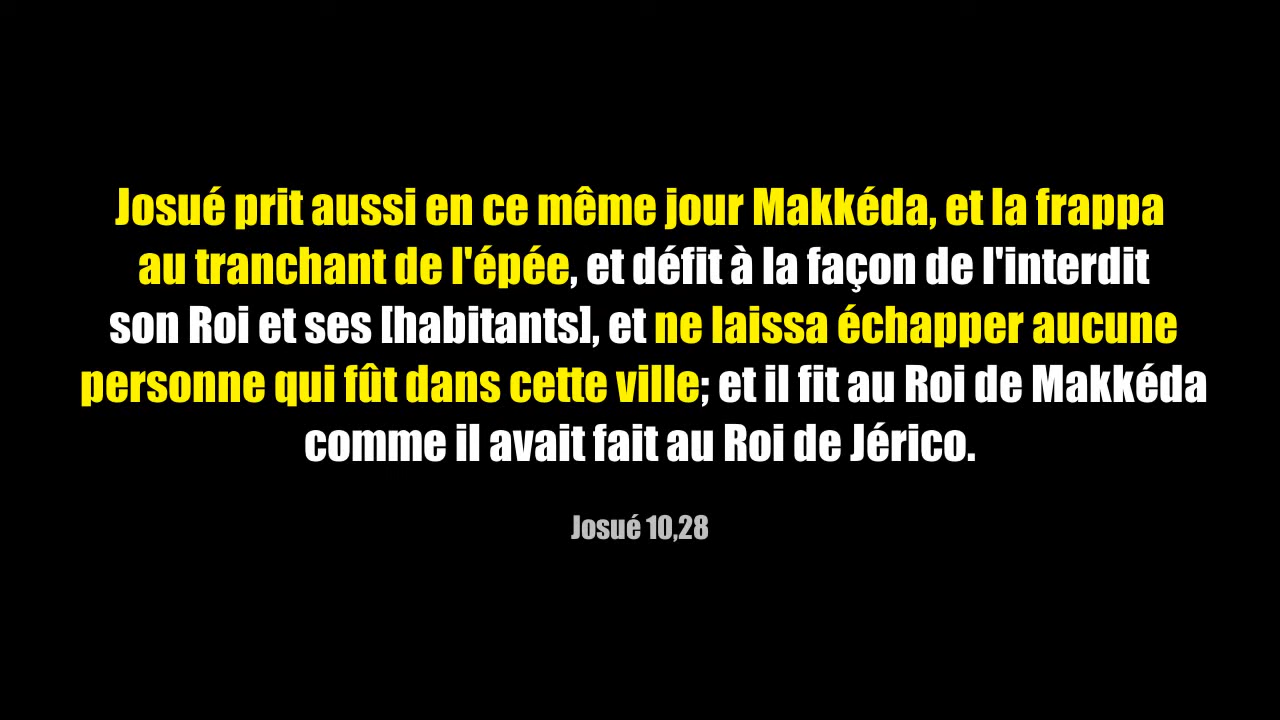 Josué prit aussi en ce même jour Makkéda, et la frappa
au tranchant de l'épée, et défit à la façon de l'interdit
son Roi et ses [habitants], et ne laissa échapper aucune
personne qui fût dans cette ville; et il fit au Roi de Makkéda
comme il avait fait au Roi de Jérico.
Josué 10,28